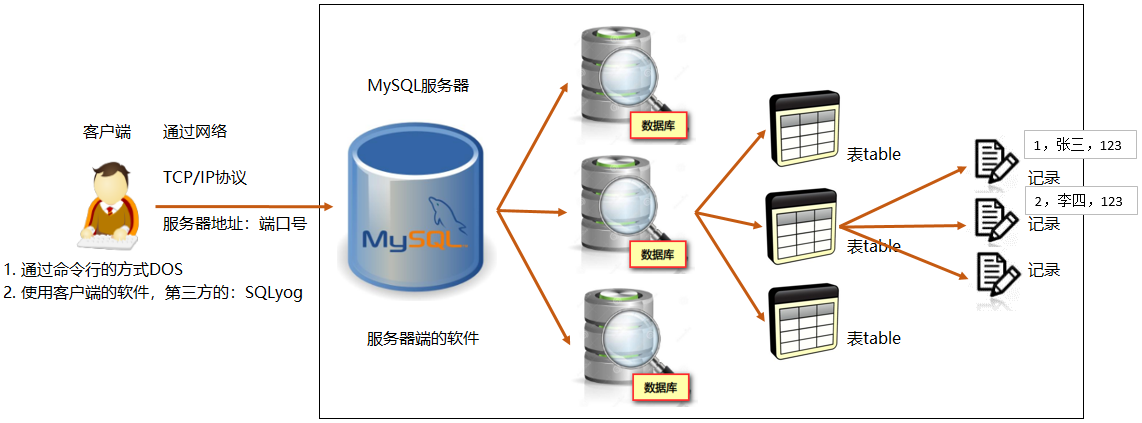 MySQL服务器
客户端
通过网络
TCP/IP协议
服务器地址：端口号
1. 通过命令行的方式DOS
2. 使用客户端的软件，第三方的：SQLyog
MySQL
服务器端的软件
数据库
数据库
数据库
表table
表table
表table
1，张三，123
记录
2，李四，123
记录
记录